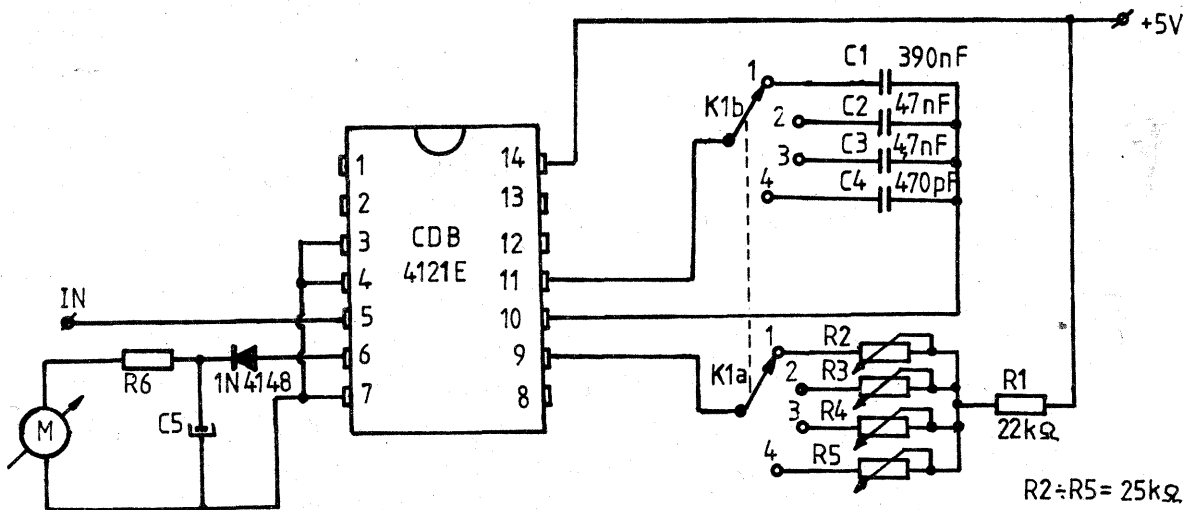 +5V
C1 390nF
1
K1b
C2 47nF
2
C3 4,7nF
3
C4 470pF
4
1 14
2 13
3 CDB 12
4 4121E 11
IN
5 10
6 9
7 8
R6
1N4148
C5
M
1 R2
K1a
2 R3
3 R4
4 R5
R1
22kΩ
R2÷R5= 25kΩ